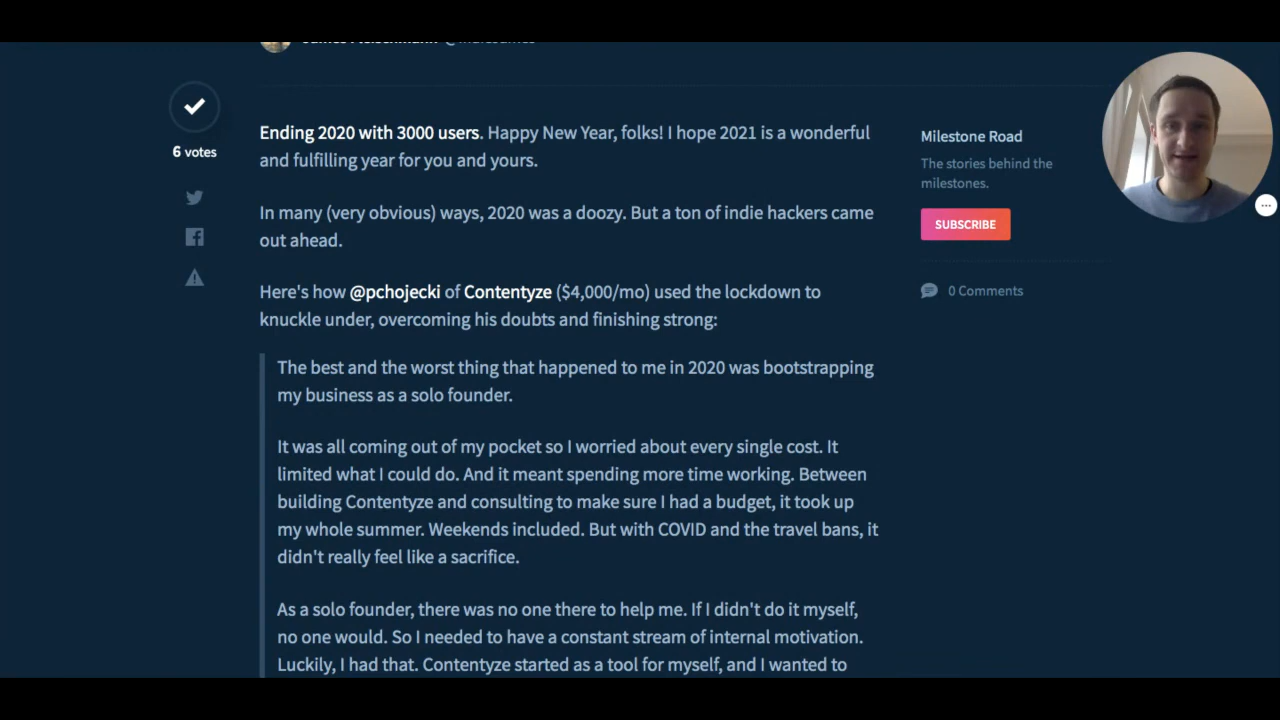 6 votes
Ending 2020 with 3000 users. Happy New Year, folks! I hope 2021 is a wonderful
and fulfilling year for you and yours.
In many (very obvious) ways, 2020 was a doozy. But a ton of indie hackers came
out ahead.
Here's how @pchojecki of Contentyze ($4,000/mo) used the lockdown to
knuckle under, overcoming his doubts and finishing strong:
The best and the worst thing that happened to me in 2020 was bootstrapping
my business as a solo founder.
It was all coming out of my pocket so I worried about every single cost. It
limited what I could do. And it meant spending more time working. Between
building Contentyze and consulting to make sure I had a budget, it took up
my whole summer. Weekends included. But with COVID and the travel bans, it
didn't really feel like a sacrifice.
As a solo founder, there was no one there to help me. If I didn't do it myself,
no one would. So I needed to have a constant stream of internal motivation.
Luckily, I had that. Contentyze started as a tool for myself, and I wanted to
Milestone Road
The stories behind the
milestones.
SUBSCRIBE
0 Comments